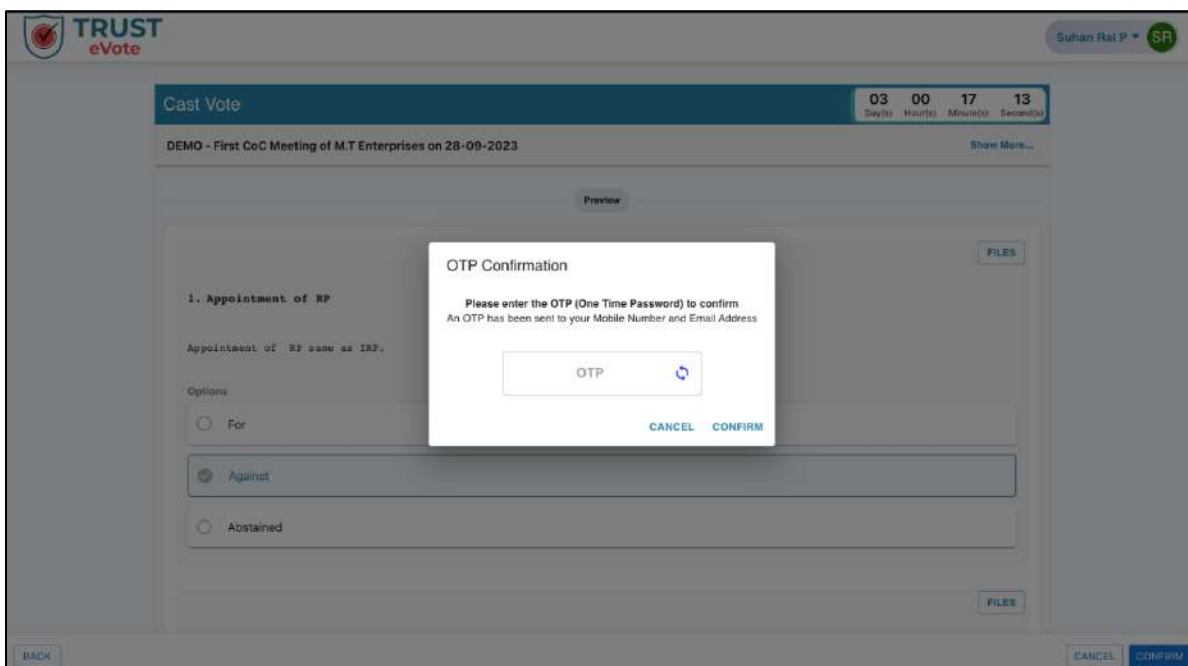 TRUST
eVote
Suhan Rai P
SR
Cast Vote
03 00 17 13
Day(s) Hour(s) Minute(s) Second(s)
DEMO - First CoC Meeting of M.T Enterprises on 28-09-2023
Show More...
Preview
FILES
OTP Confirmation
1. Appointment of RP
Please enter the OTP (One Time Password) to confirm
An OTP has been sent to your Mobile Number and Email Address
Appointment of RP same as IRP.
OTP
Options
For
CANCEL CONFIRM
Against
Abstained
FILES
BACK
CANCEL CONFIRM